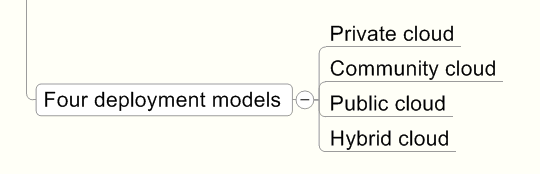 Private cloud
Community cloud
Four deployment models
Public cloud
Hybrid cloud